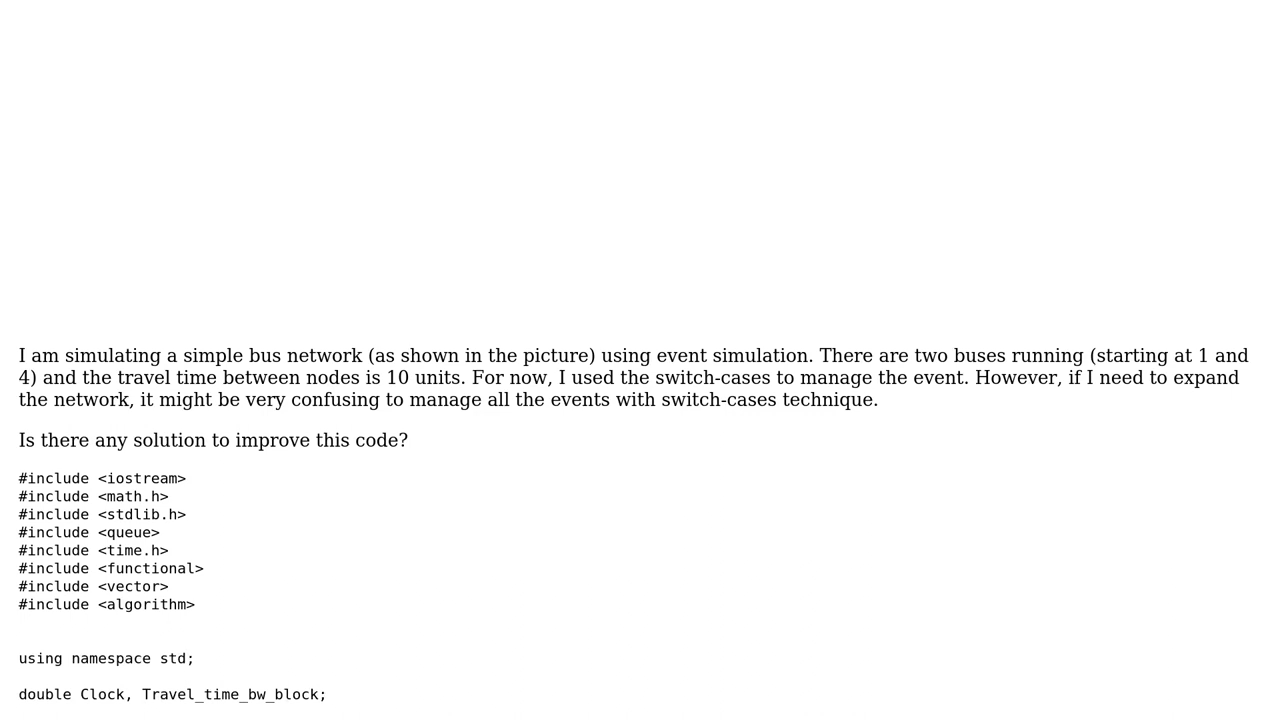 I am simulating a simple bus network (as shown in the picture) using event simulation. There are two buses running (starting at 1 and
4) and the travel time between nodes is 10 units. For now, I used the switch-cases to manage the event. However, if I need to expand
the network, it might be very confusing to manage all the events with switch-cases technique.
Is there any solution to improve this code?
#include <iostream>
#include <math.h>
#include <stdlib.h>
#include <queue>
#include <time.h>
#include <functional>
#include <vector>
#include <algorithm>
using namespace std;
double Clock, Travel_time_bw_block;